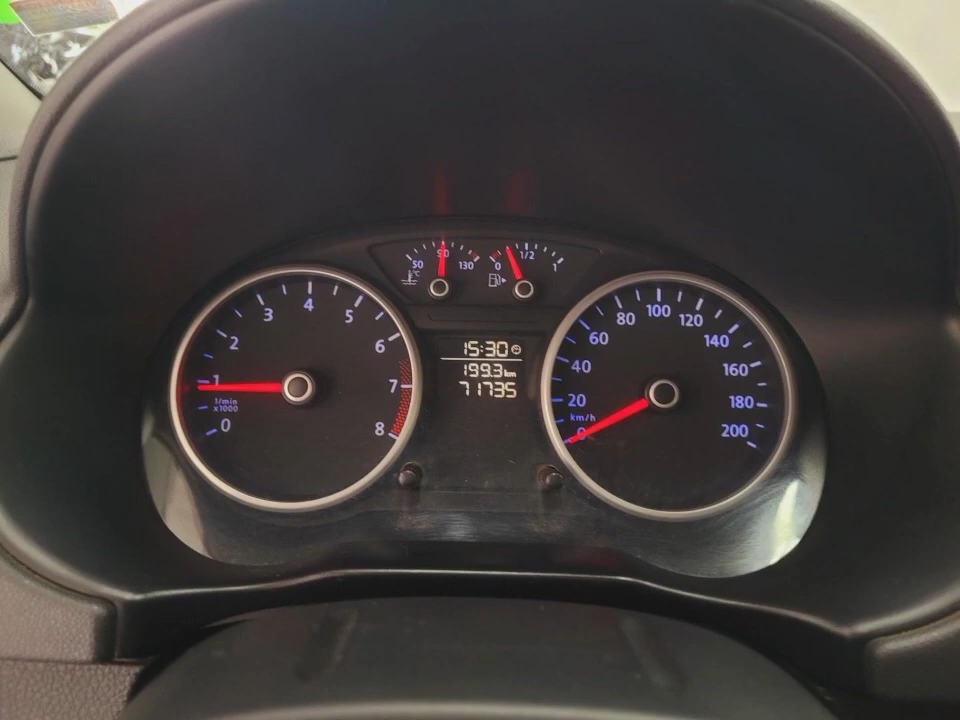 50 90 130
°C
0 1/2 1
0 1 2 3 4 5 6 7 8
1/min
x1000
15:30
199.3 km
71735
0 20 40 60 80 100 120 140 160 180 200
km/h